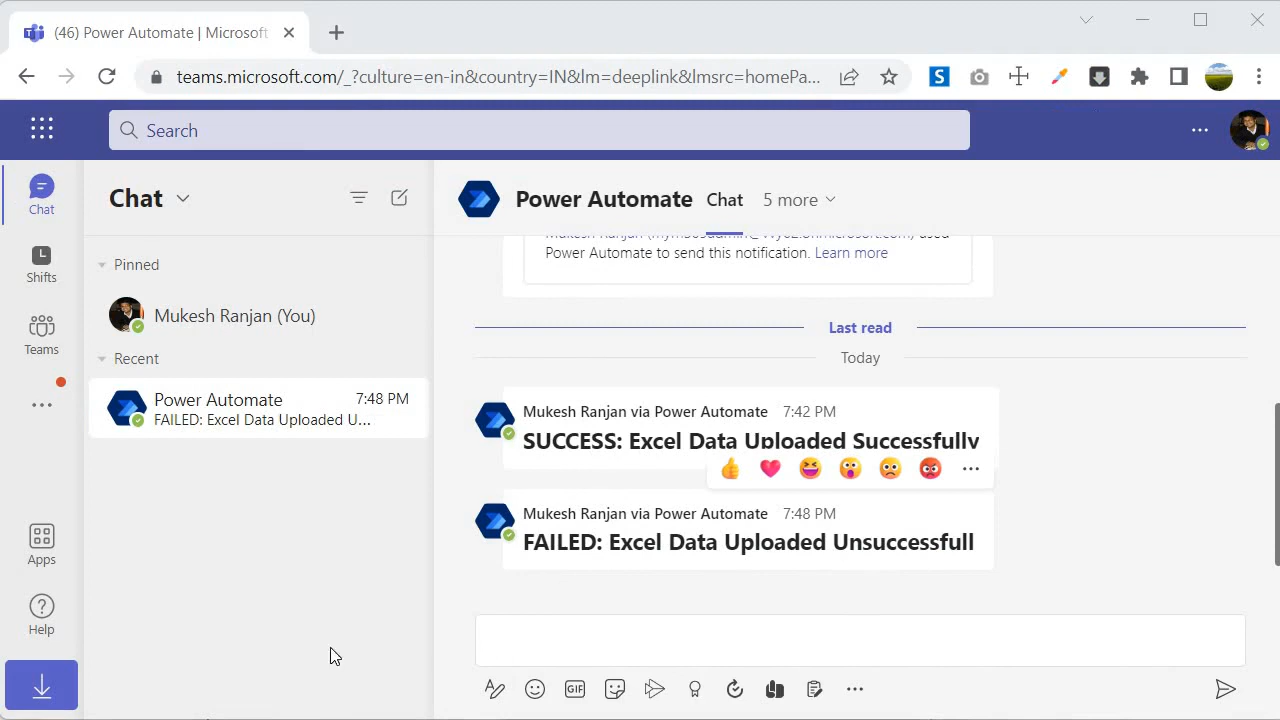 (46) Power Automate | Microsoft
teams.microsoft.com/_?culture=en-in&country=IN&lm=deeplink&lmsrc=homePa...
S
Search
Chat
Shifts
Teams
Apps
Help
Chat
Pinned
Mukesh Ranjan (You)
Recent
Power Automate 7:48 PM
FAILED: Excel Data Uploaded U...
Power Automate Chat 5 more
Mukesh Ranjan used
Power Automate to send this notification. Learn more
Last read
Today
Mukesh Ranjan via Power Automate 7:42 PM
SUCCESS: Excel Data Uploaded Successfully
Mukesh Ranjan via Power Automate 7:48 PM
FAILED: Excel Data Uploaded Unsuccessfull
GIF